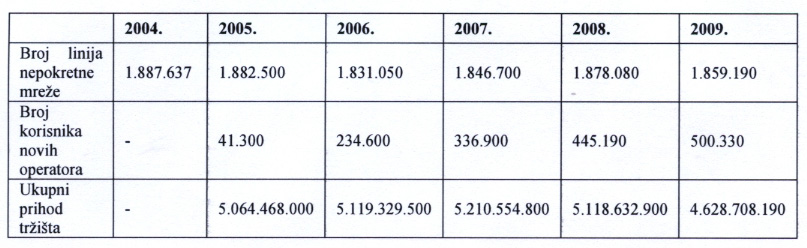 2004. 2005. 2006. 2007. 2008. 2009.
Broj linija
nepokretne
mreže
1.887.637 1.882.500 1.831.050 1.846.700 1.878.080 1.859.190
Broj
korisnika
novih
operatora
- 41.300 234.600 336.900 445.190 500.330
Ukupni
prihod
tržišta
- 5.064.468.000 5.119.329.500 5.210.554.800 5.118.632.900 4.628.708.190